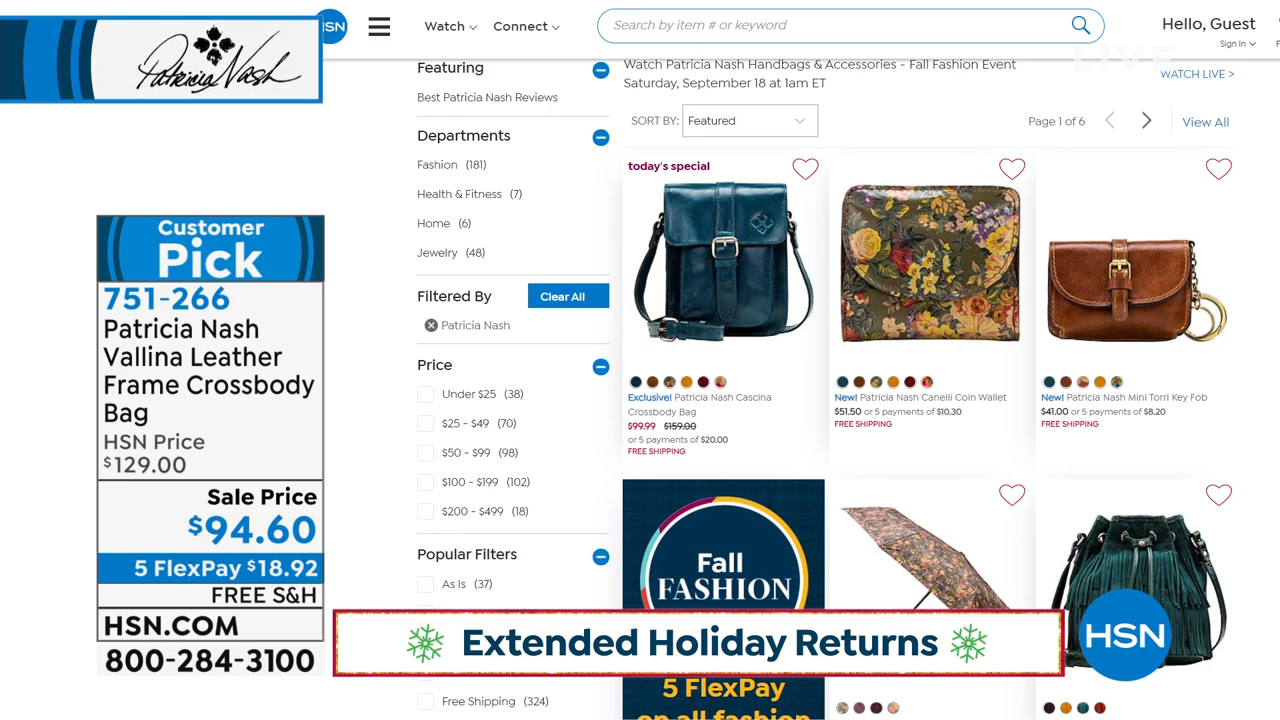 Patricia Nash
HSN
Watch
Connect
Search by item # or keyword
Hello, Guest
Sign In
LIVE
Customer
Pick
751-266
Patricia Nash
Vallina Leather
Frame Crossbody
Bag
HSN Price
$129.00
Sale Price
$94.60
5 FlexPay $18.92
FREE S&H
HSN.COM
800-284-3100
Featuring
Best Patricia Nash Reviews
Departments
Fashion (181)
Health & Fitness (7)
Home (6)
Jewelry (48)
Filtered By
Clear All
Patricia Nash
Price
Under $25 (38)
$25 - $49 (70)
$50 - $99 (98)
$100 - $199 (102)
$200 - $499 (18)
Popular Filters
As Is (37)
Free Shipping (324)
Watch Patricia Nash Handbags & Accessories - Fall Fashion Event
Saturday, September 18 at 1am ET
WATCH LIVE >
SORT BY: Featured
Page 1 of 6
View All
today's special
Exclusive! Patricia Nash Cascina
Crossbody Bag
$99.99 $159.00
or 5 payments of $20.00
FREE SHIPPING
New! Patricia Nash Canelli Coin Wallet
$51.50 or 5 payments of $10.30
FREE SHIPPING
New! Patricia Nash Mini Torri Key Fob
$41.00 or 5 payments of $8.20
FREE SHIPPING
Fall
FASHION
5 FlexPay
on all fashion
Extended Holiday Returns
HSN